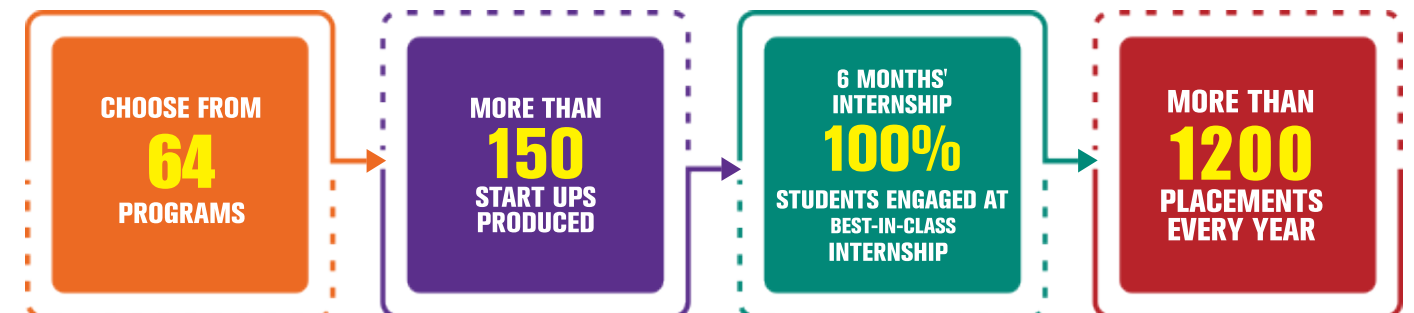 CHOOSE FROM
64
PROGRAMS
MORE THAN
150
START UPS
PRODUCED
6 MONTHS'
INTERNSHIP
100%
STUDENTS ENGAGED AT
BEST-IN-CLASS
INTERNSHIP
MORE THAN
1200
PLACEMENTS
EVERY YEAR